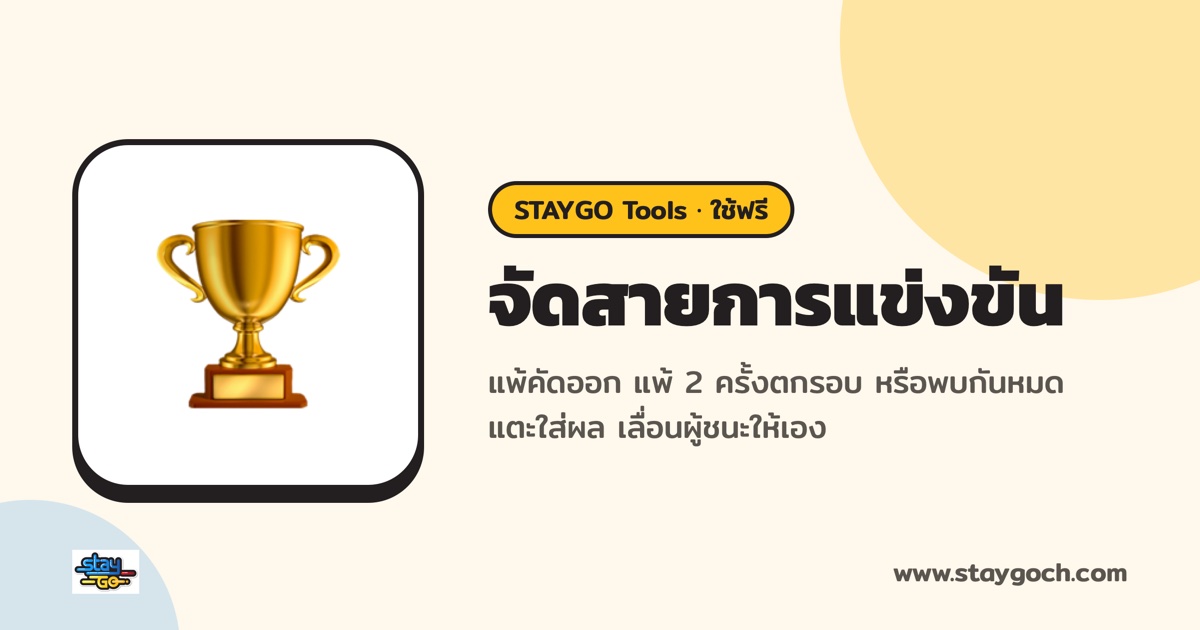 STAYGO Tools · ใช้ฟรี
จัดสายการแข่งขัน
แพ้คัดออก แพ้ 2 ครั้งตกรอบ หรือพบกันหมด
แตะใส่ผล เลื่อนผู้ชนะให้เอง
stay
GO
www.staygoch.com